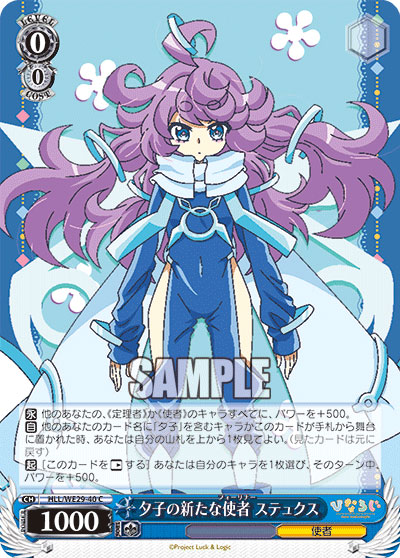 LEVEL
0
0
COST
SAMPLE
永 他のあなたの、《定理者》か《使者》のキャラすべてに、パワーを+500。
自 他のあなたのカード名に「夕子」を含むキャラがこのカードが手札から舞台に
置かれた時、あなたは自分の山札を上から1枚見てよい。(見たカードは元に
戻す)
起 [このカードを する] あなたは自分のキャラを1枚選び、そのターン中、
パワーを+500。
CH
HLL/WE29-40 C
1000
フォーリナー
夕子の新たな使者 ステュクス
ひなろじ
使者
©Project Luck & Logic